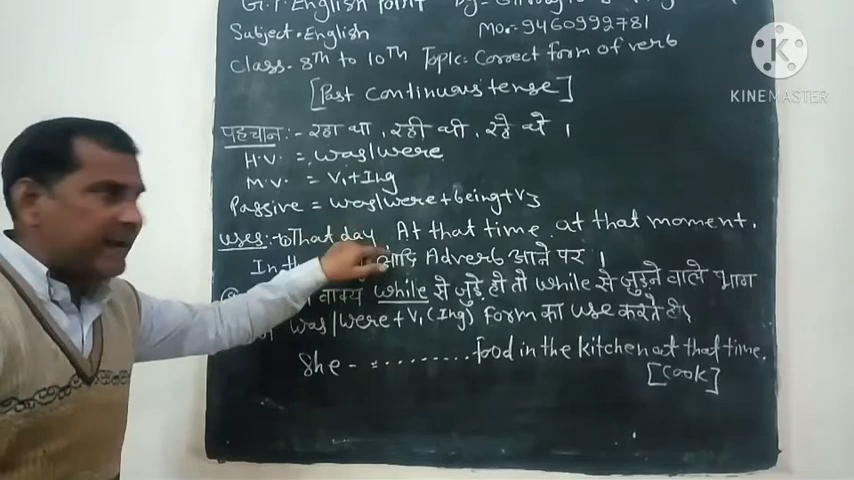 G.T. English Point By-
Subject. English Mo.-9460992781
Class. 8th to 10th Topic: Correct form of verb
[Past continuous tense]
पहचान:- रहा था, रही थी, रहे थे।
H.V. = was/were
M.V. = V1+Ing
Passive = was/were+being+V3
Uses:- That day At that time. at that moment.
In the आदि Adverb आने पर।
वाक्य while से जुड़े हो तो while से जुड़ने वाले भाग
was/were+V1(Ing) form का use करते है।
She - ......... food in the kitchen at that time.
[Cook]
KINEMASTER